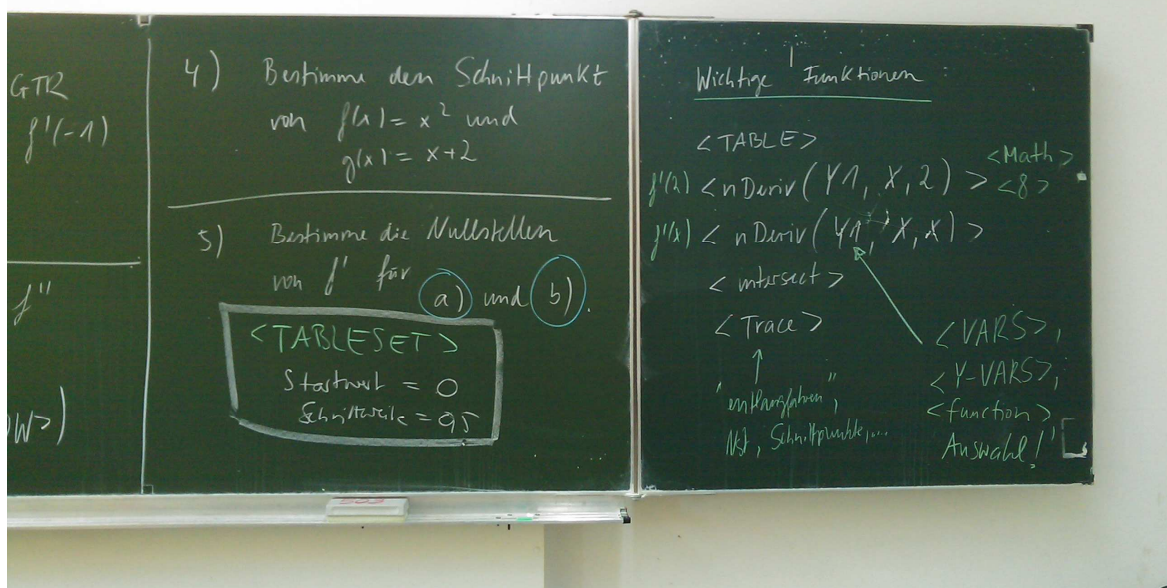 GTR
f'(-1)
f''
OW>)
4) Bestimme den Schnittpunkt
von f(x) = x² und
g(x) = x+2
5) Bestimme die Nullstellen
von f' für a) und b).
<TABLESET>
Startwert = 0
Schrittweite = 0,5
Wichtige Funktionen:
<TABLE>
f'(2) <nDeriv(Y1, X, 2)> <Math>
<8>
f'(x) <nDeriv(Y1, X, X)>
<intersect>
<Trace>
"entlangfahren",
Nst, Schnittpunkte,...
<VARS>,
<Y-VARS>,
<function>
Auswahl!